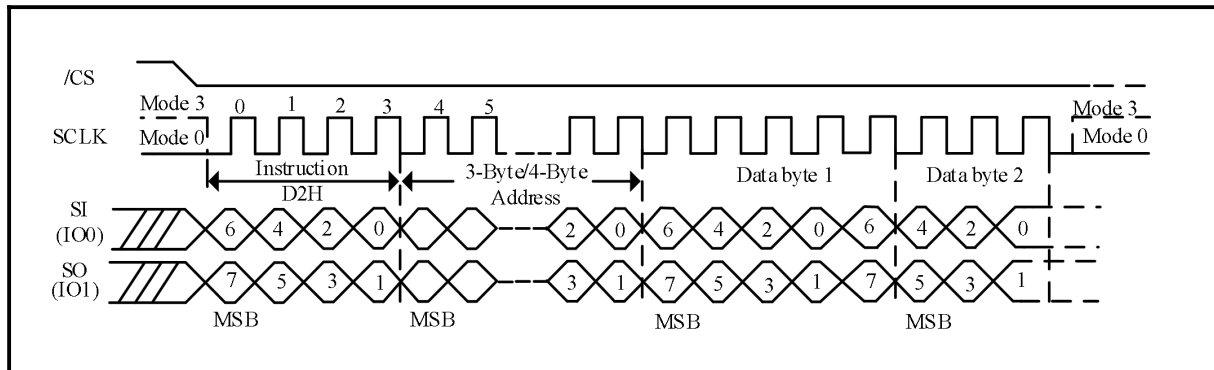 /CS
Mode 3 0 1 2 3 4 5 Mode 3
SCLK Mode 0 Mode 0
Instruction 3-Byte/4-Byte Data byte 1 Data byte 2
D2H Address
SI
(IO0) 6 4 2 0 2 0 6 4 2 0 6 4 2 0
SO
(IO1) 7 5 3 1 3 1 7 5 3 1 7 5 3 1
MSB MSB MSB MSB